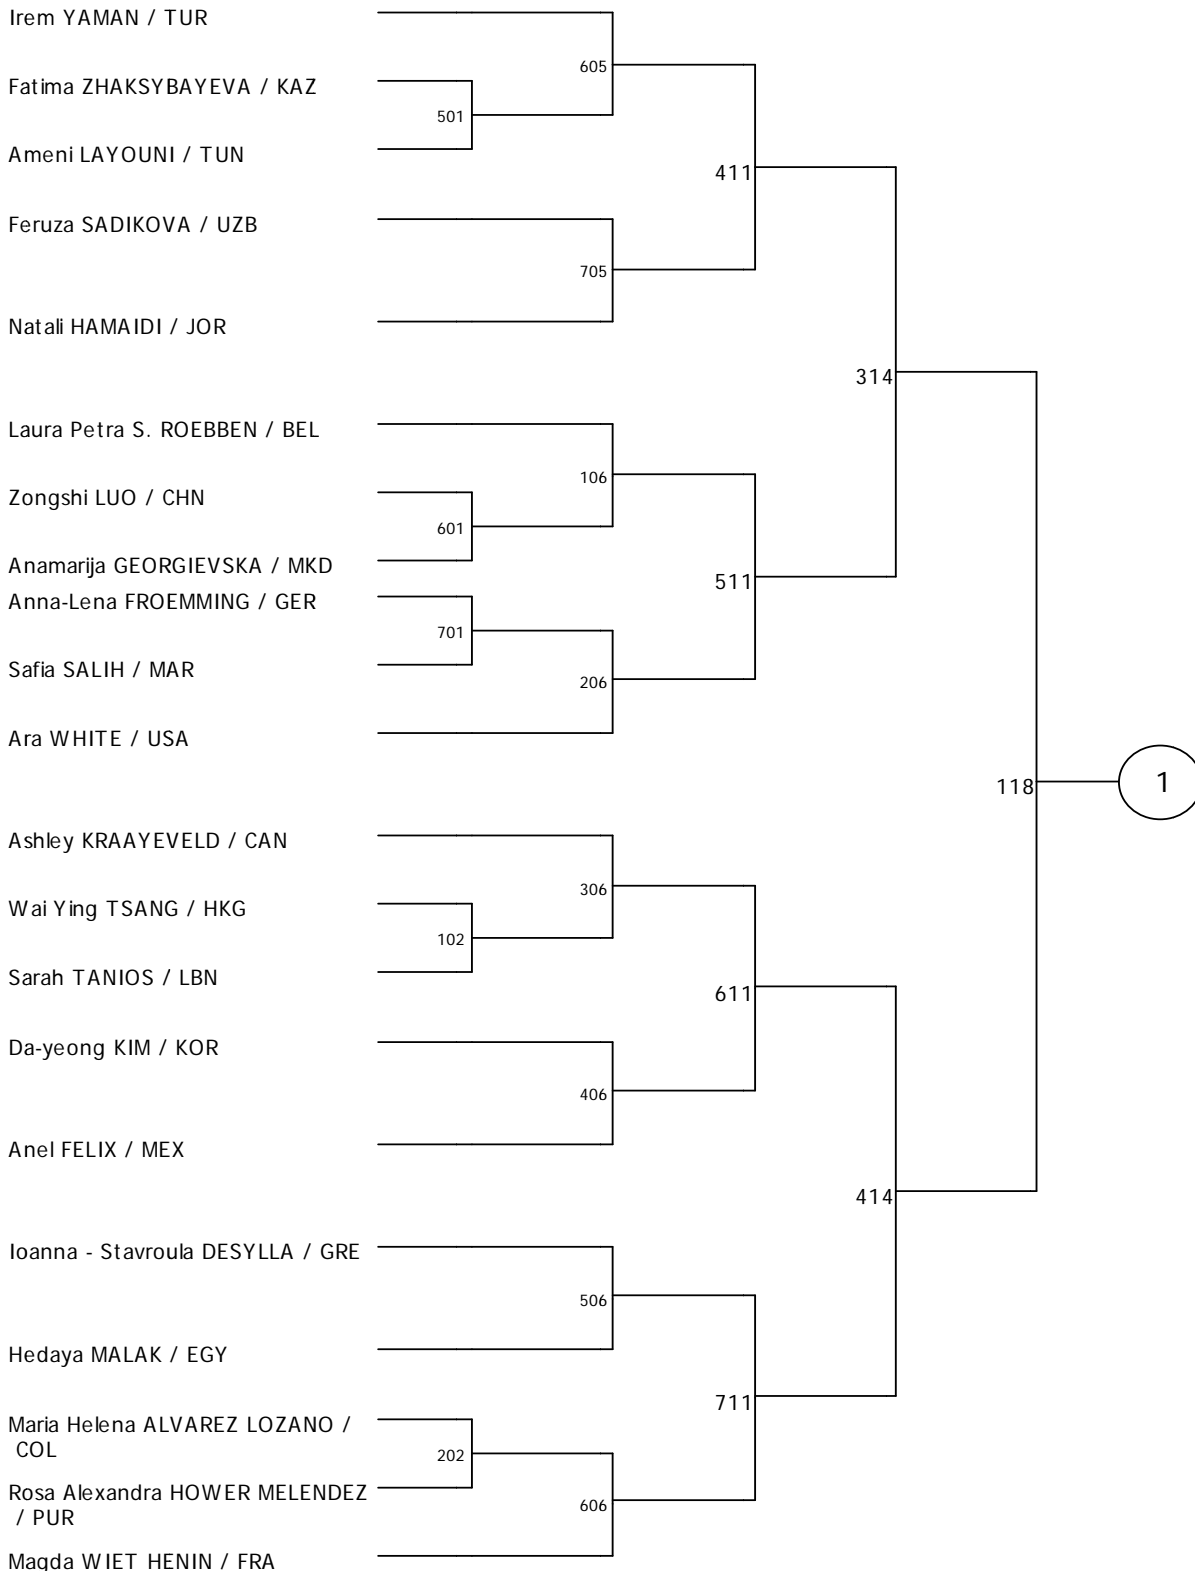 Irem YAMAN / TUR
605
Fatima ZHAKSYBAYEVA / KAZ
501
Ameni LAYOUNI / TUN
411
Feruza SADIKOVA / UZB
705
Natali HAMAIDI / JOR
314
Laura Petra S. ROEBBEN / BEL
106
Zongshi LUO / CHN
601
Anamarija GEORGIEVSKA / MKD
511
Anna-Lena FROEMMING / GER
701
Safia SALIH / MAR
206
Ara WHITE / USA
118
1
Ashley KRAAYEVELD / CAN
306
Wai Ying TSANG / HKG
102
Sarah TANIOS / LBN
611
Da-yeong KIM / KOR
406
Anel FELIX / MEX
414
Ioanna - Stavroula DESYLLA / GRE
506
Hedaya MALAK / EGY
711
Maria Helena ALVAREZ LOZANO /
COL
202
Rosa Alexandra HOWER MELENDEZ
/ PUR
606
Magda WIET HENIN / FRA